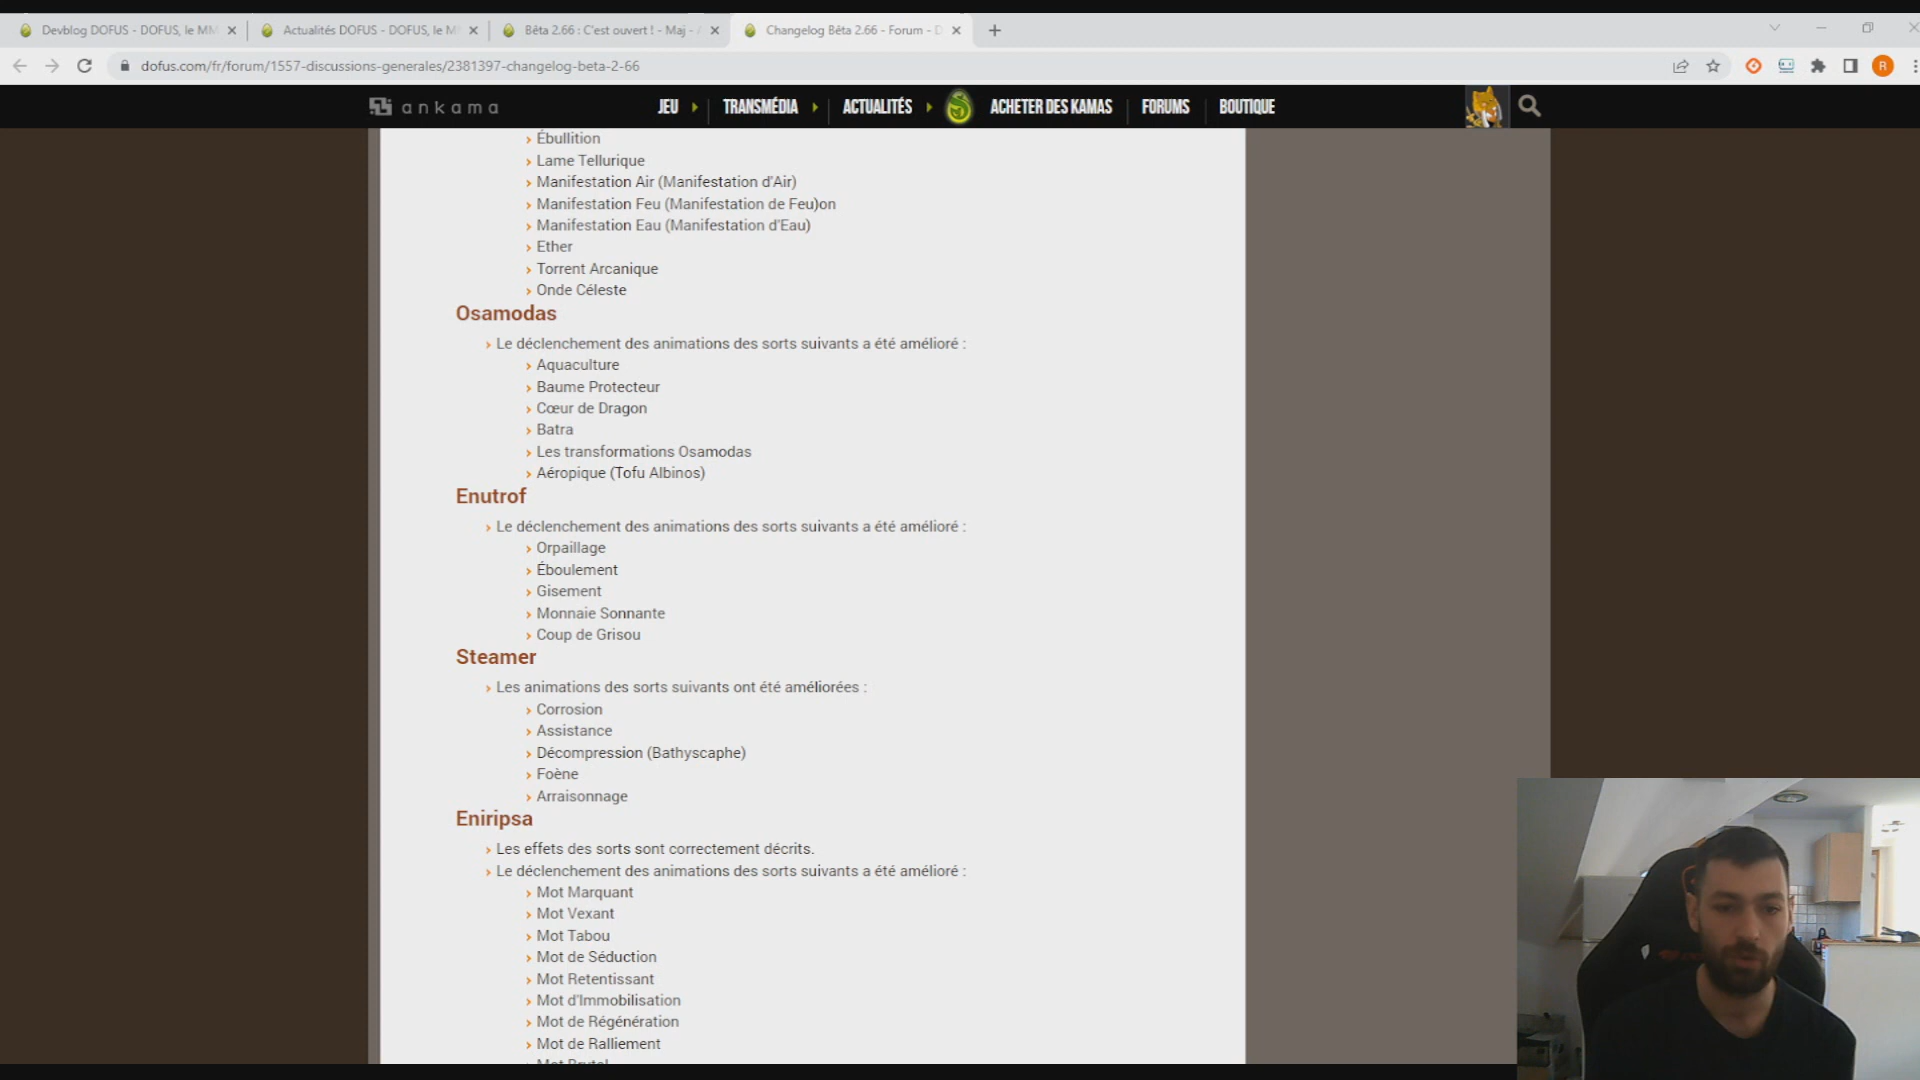 Devblog DOFUS - DOFUS, le MM
Actualités DOFUS - DOFUS, le M
Bêta 2.66 : C'est ouvert ! - Maj -
Changelog Bêta 2.66 - Forum - D
dofus.com/fr/forum/1557-discussions-generales/2381397-changelog-beta-2-66
R
ankama
JEU
TRANSMÉDIA
ACTUALITÉS
ACHETER DES KAMAS
FORUMS
BOUTIQUE
Ébullition
Lame Tellurique
Manifestation Air (Manifestation d'Air)
Manifestation Feu (Manifestation de Feu)on
Manifestation Eau (Manifestation d'Eau)
Ether
Torrent Arcanique
Onde Céleste
Osamodas
Le déclenchement des animations des sorts suivants a été amélioré :
Aquaculture
Baume Protecteur
Cœur de Dragon
Batra
Les transformations Osamodas
Aéropique (Tofu Albinos)
Enutrof
Le déclenchement des animations des sorts suivants a été amélioré :
Orpaillage
Éboulement
Gisement
Monnaie Sonnante
Coup de Grisou
Steamer
Les animations des sorts suivants ont été améliorées :
Corrosion
Assistance
Décompression (Bathyscaphe)
Foène
Arraisonnage
Eniripsa
Les effets des sorts sont correctement décrits.
Le déclenchement des animations des sorts suivants a été amélioré :
Mot Marquant
Mot Vexant
Mot Tabou
Mot de Séduction
Mot Retentissant
Mot d'Immobilisation
Mot de Régénération
Mot de Ralliement